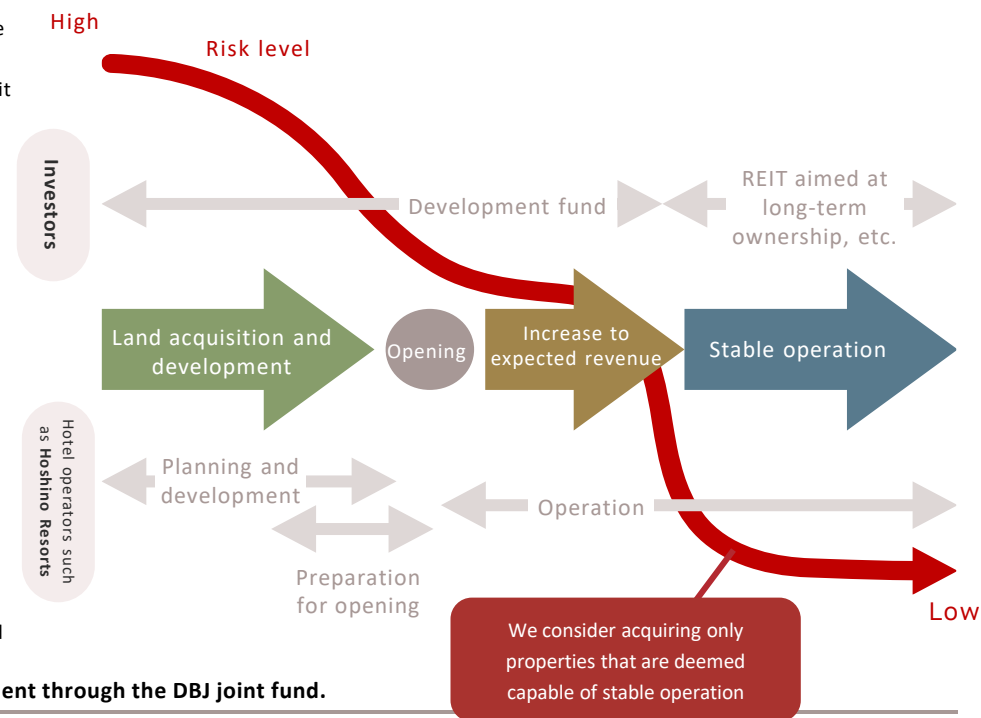 High
Risk level
e
it
Investors
Development fund
REIT aimed at
long-term
ownership, etc.
Land acquisition and
development
Opening
Increase to
expected revenue
Stable operation
Hotel operators such
as Hoshino Resorts
Planning and
development
Operation
Preparation
for opening
Low
We consider acquiring only
properties that are deemed
capable of stable operation
ent through the DBJ joint fund.